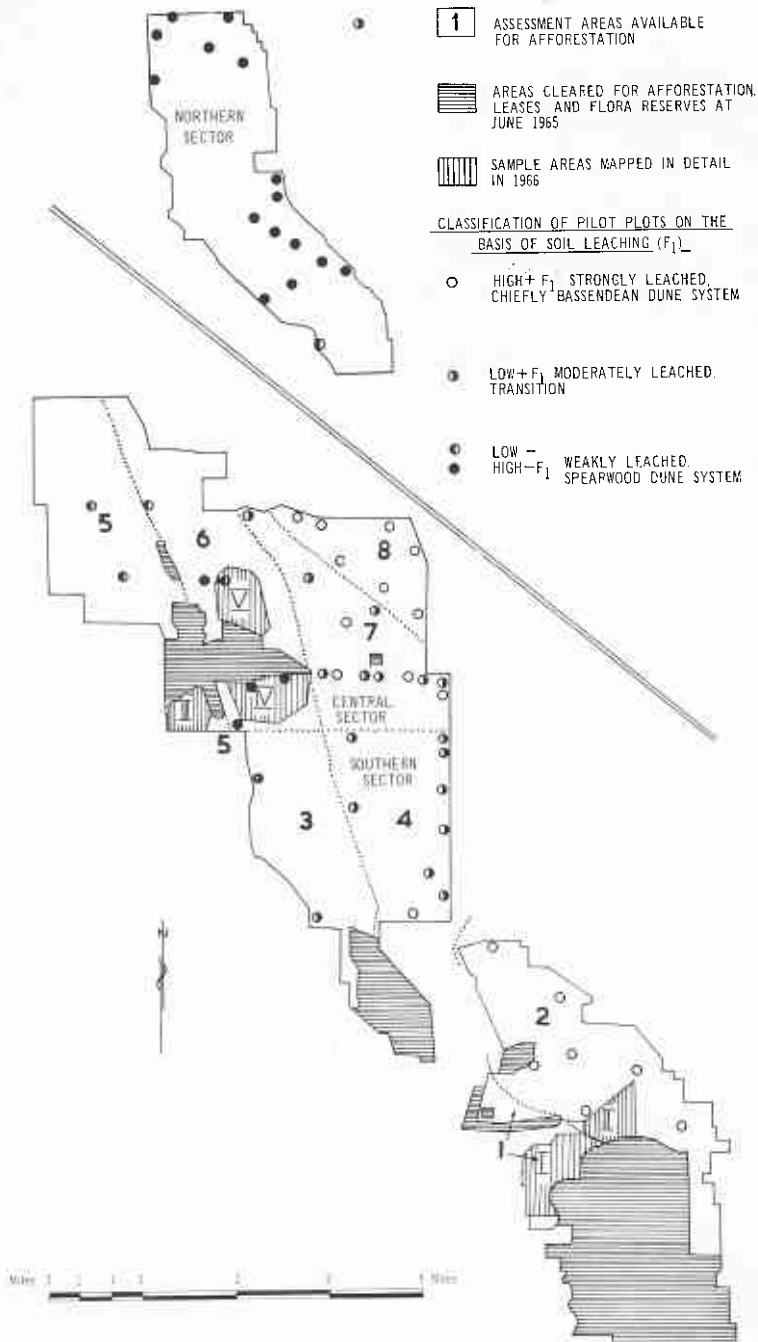 1 ASSESSMENT AREAS AVAILABLE
FOR AFFORESTATION
AREAS CLEARED FOR AFFORESTATION,
LEASES AND FLORA RESERVES AT
JUNE 1965
SAMPLE AREAS MAPPED IN DETAIL
IN 1966
CLASSIFICATION OF PILOT PLOTS ON THE
BASIS OF SOIL LEACHING (F1)
HIGH+ F1 STRONGLY LEACHED,
CHIEFLY BASSENDEAN DUNE SYSTEM
LOW+ F1 MODERATELY LEACHED.
TRANSITION
LOW -
HIGH-F1 WEAKLY LEACHED.
SPEARWOOD DUNE SYSTEM
NORTHERN
SECTOR
5
6
8
7
CENTRAL
SECTOR
5
SOUTHERN
SECTOR
3
4
N
2
1
Miles
Miles